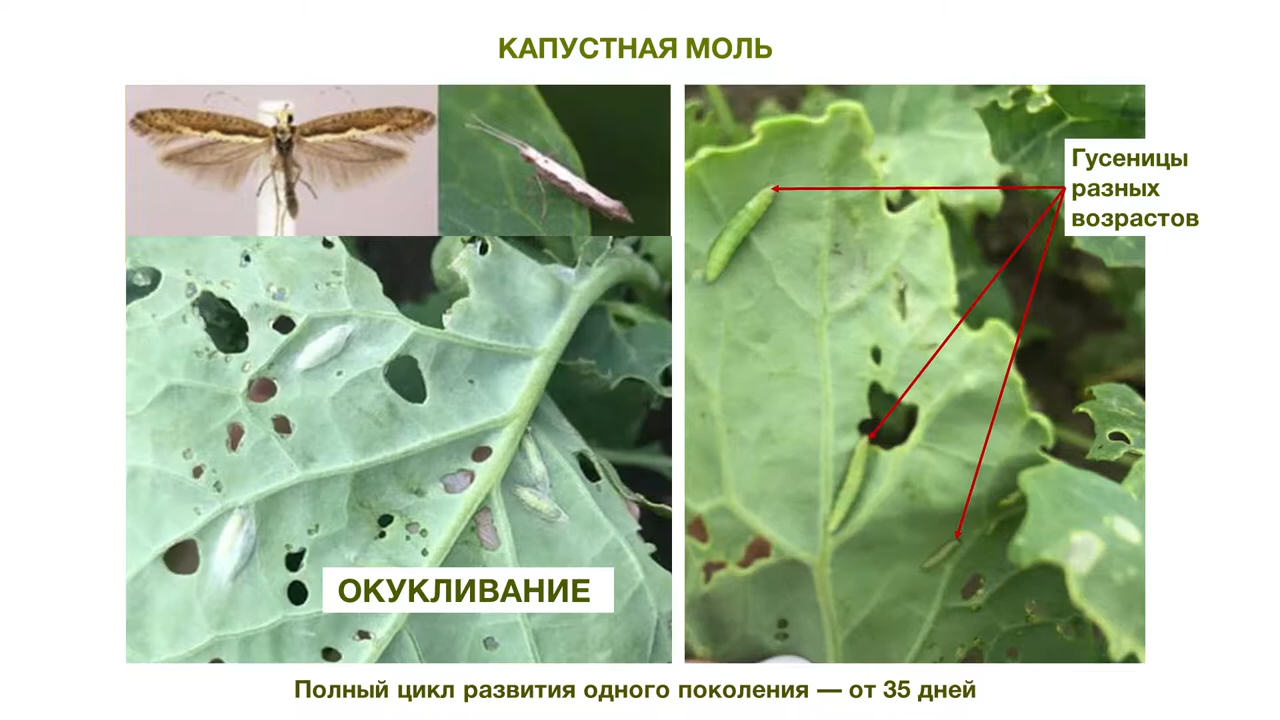 КАПУСТНАЯ МОЛЬ
Гусеницы
разных
возрастов
ОКУКЛИВАНИЕ
Полный цикл развития одного поколения — от 35 дней